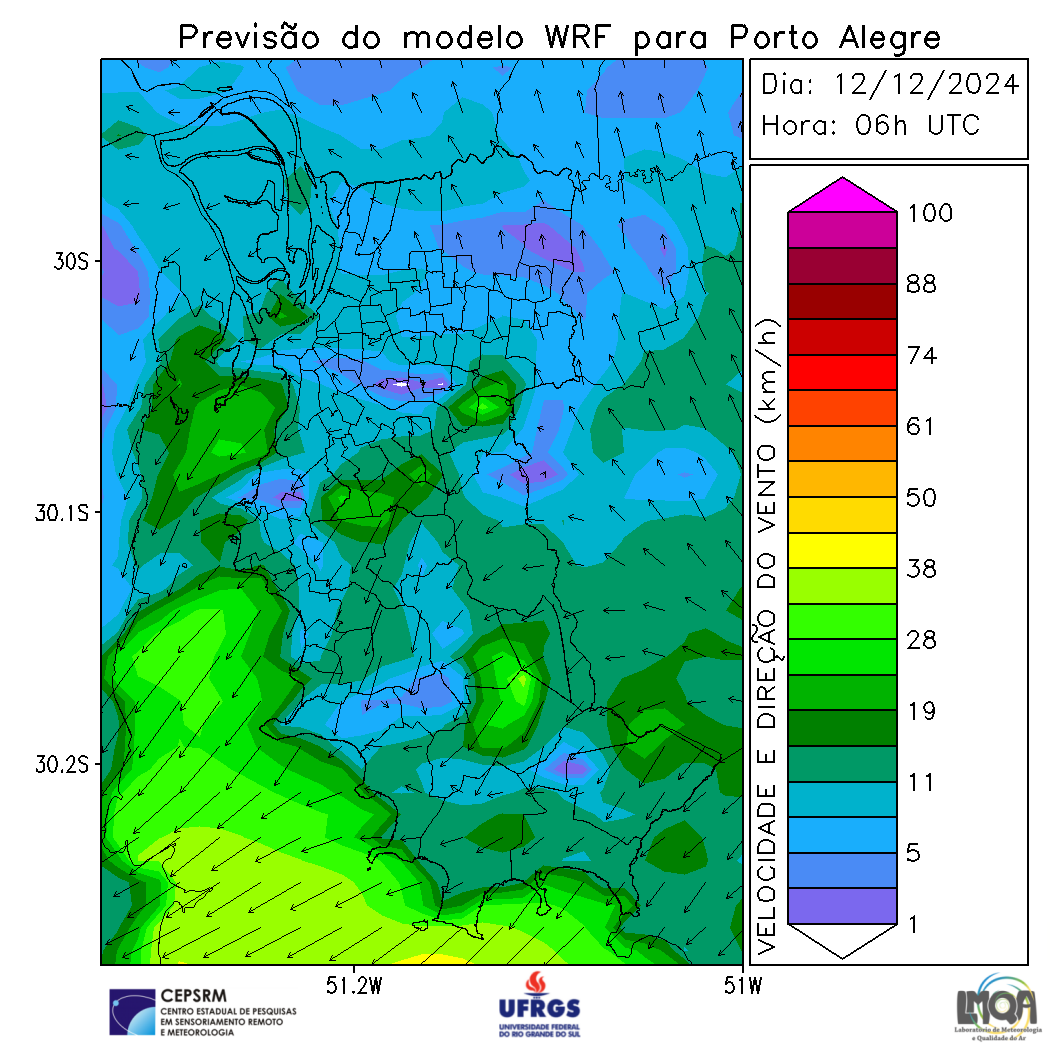 Previsão do modelo WRF para Porto Alegre
Dia: 12/12/2024
Hora: 06h UTC
30S
30.1S
30.2S
51.2W
51W
VELOCIDADE E DIREÇÃO DO VENTO (km/h)
100
88
74
61
50
38
28
19
11
5
1
CEPSRM
CENTRO ESTADUAL DE PESQUISAS
EM SENSORIAMENTO REMOTO
E METEOROLOGIA
UFRGS
UNIVERSIDADE FEDERAL
DO RIO GRANDE DO SUL
LMQA
Laboratório de Meteorologia
e Qualidade do Ar